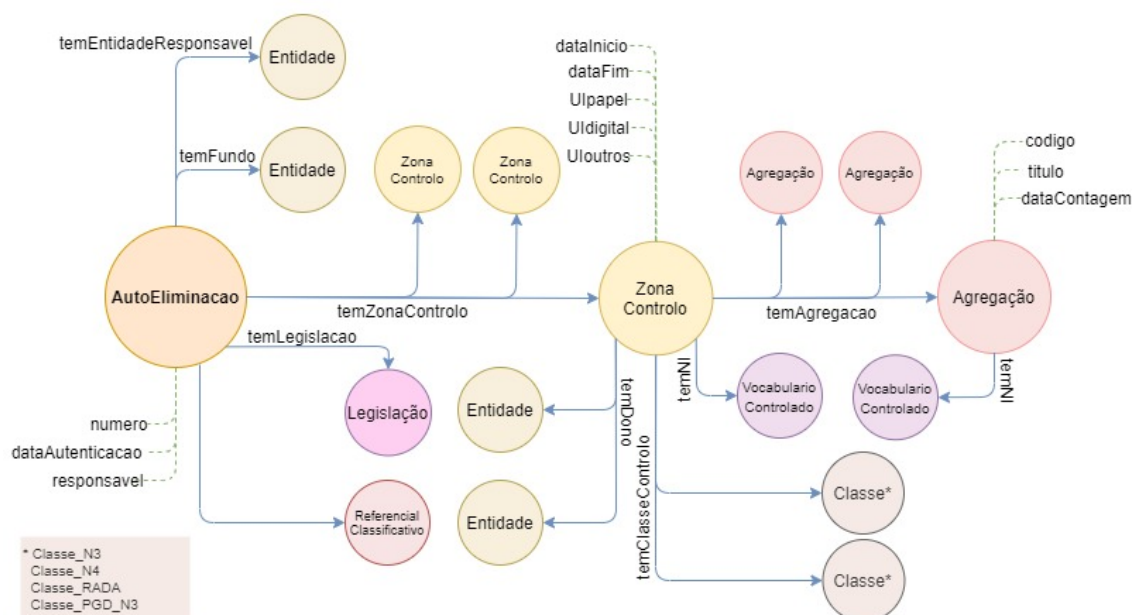 temEntidadeResponsavel
Entidade
temFundo
Entidade
Zona
Controlo
Zona
Controlo
dataInicio
dataFim
UIpapel
UIdigital
UIoutros
Agregação
Agregação
codigo
titulo
dataContagem
AutoEliminacao
temZonaControlo
Zona
Controlo
temAgregacao
Agregação
temLegislacao
Legislação
Entidade
temDono
temNI
Vocabulario
Controlado
Vocabulario
Controlado
temNI
numero
dataAutenticacao
responsavel
Referencial
Classificativo
Entidade
temClasseControlo
Classe*
Classe*
* Classe_N3
Classe_N4
Classe_RADA
Classe_PGD_N3